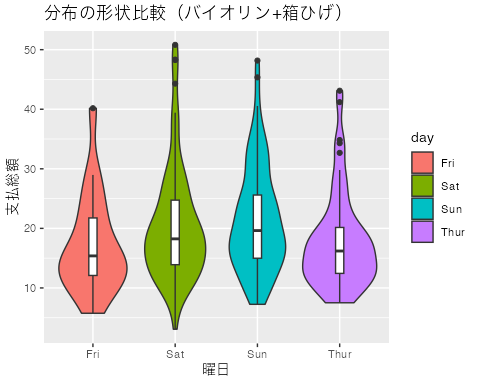 分布の形状比較（バイオリン+箱ひげ）
支払総額
50
40
30
20
10
Fri
Sat
Sun
Thur
曜日
day
Fri
Sat
Sun
Thur